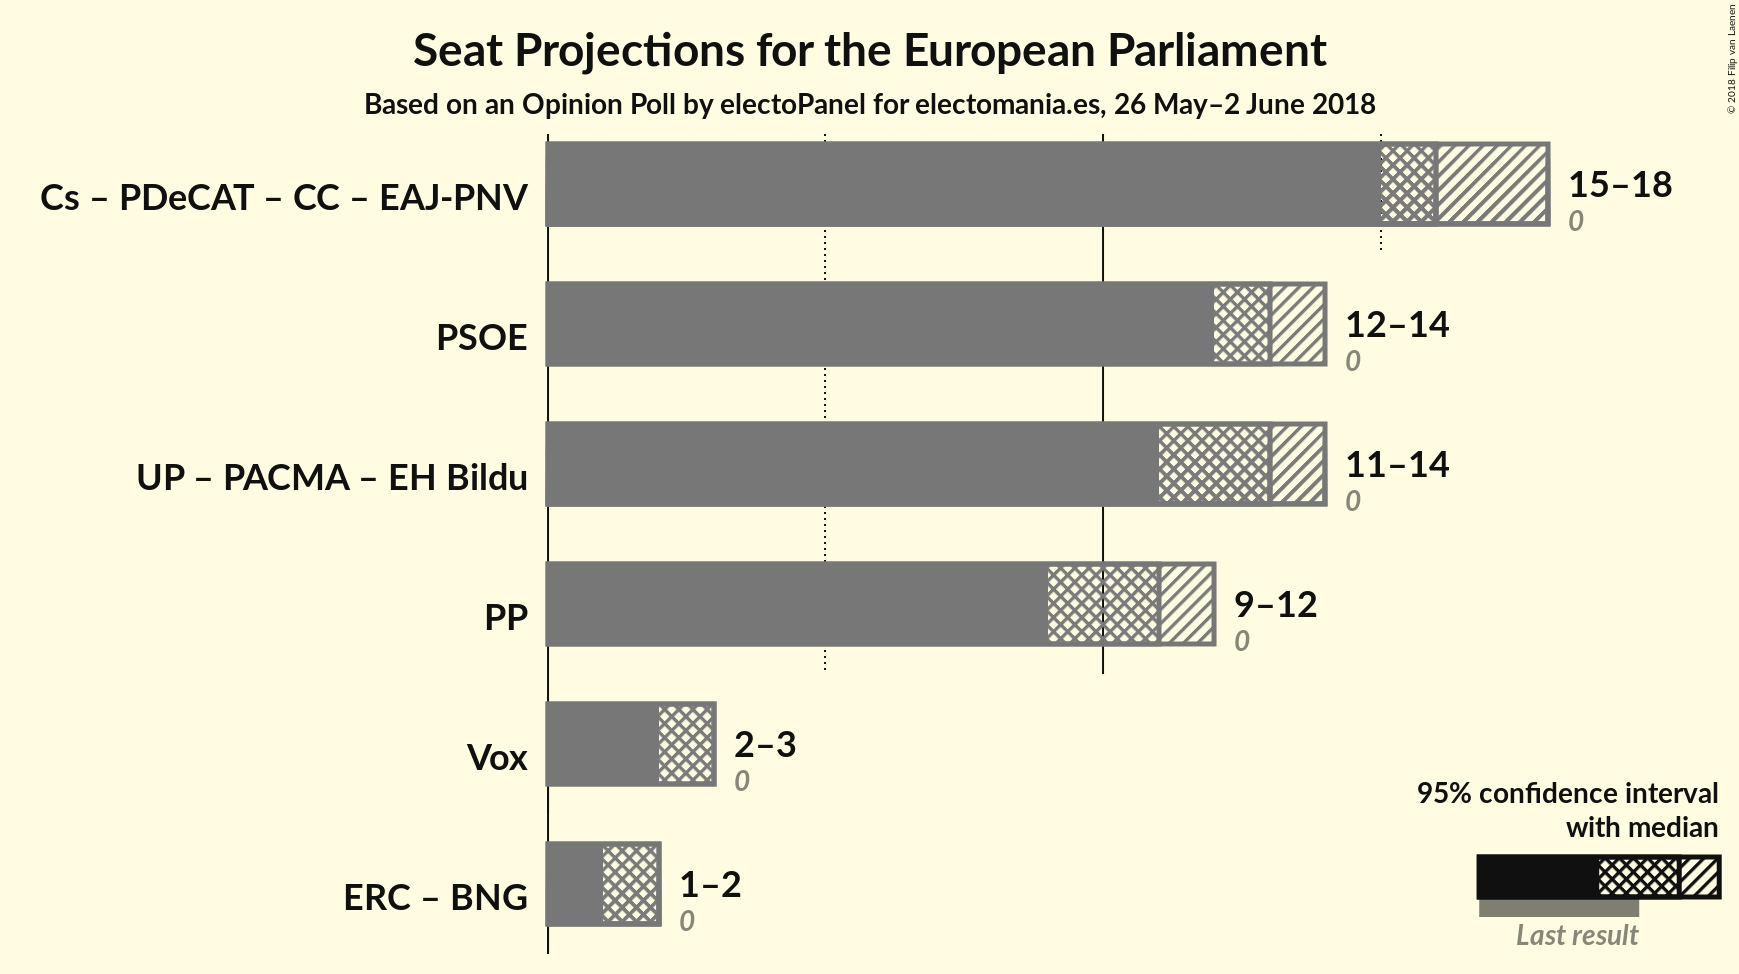 Seat Projections for the European Parliament
Based on an Opinion Poll by electoPanel for electomania.es, 26 May–2 June 2018
© 2018 Filip van Laenen
Cs – PDeCAT – CC – EAJ-PNV
15–18
0
PSOE
12–14
0
UP – PACMA – EH Bildu
11–14
0
PP
9–12
0
Vox
2–3
0
ERC – BNG
1–2
0
95% confidence interval
with median
Last result